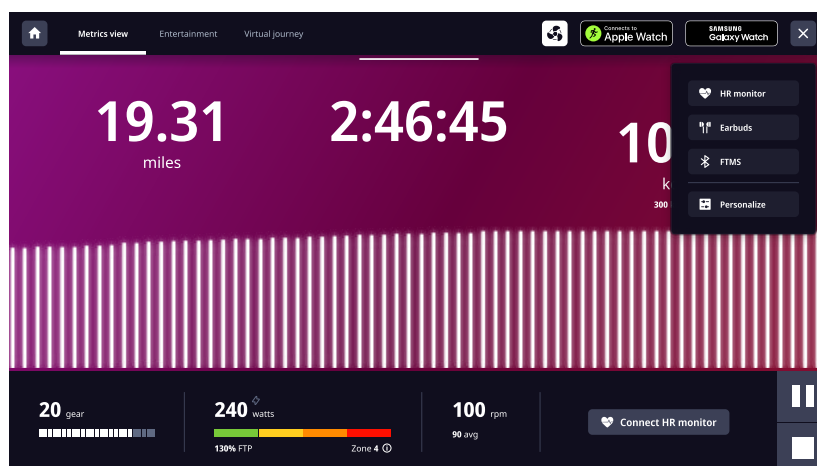 Metrics view
Entertainment
Virtual journey
Connects to
Apple Watch
SAMSUNG
Galaxy Watch
19.31
miles
2:46:45
10
k
300
HR monitor
Earbuds
FTMS
Personalize
20 gear
240 watts
130% FTP
Zone 4
100 rpm
90 avg
Connect HR monitor